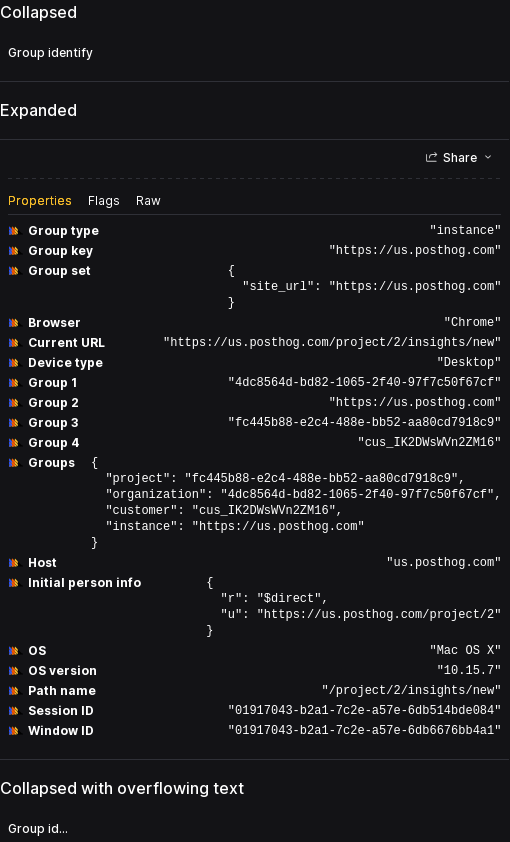 Collapsed
Group identify
Expanded
Share
Properties Flags Raw
Group type "instance"
Group key "https://us.posthog.com"
Group set {
"site_url": "https://us.posthog.com"
}
Browser "Chrome"
Current URL "https://us.posthog.com/project/2/insights/new"
Device type "Desktop"
Group 1 "4dc8564d-bd82-1065-2f40-97f7c50f67cf"
Group 2 "https://us.posthog.com"
Group 3 "fc445b88-e2c4-488e-bb52-aa80cd7918c9"
Group 4 "cus_IK2DWsWVn2ZM16"
Groups {
"project": "fc445b88-e2c4-488e-bb52-aa80cd7918c9",
"organization": "4dc8564d-bd82-1065-2f40-97f7c50f67cf",
"customer": "cus_IK2DWsWVn2ZM16",
"instance": "https://us.posthog.com"
}
Host "us.posthog.com"
Initial person info {
"r": "$direct",
"u": "https://us.posthog.com/project/2"
}
OS "Mac OS X"
OS version "10.15.7"
Path name "/project/2/insights/new"
Session ID "01917043-b2a1-7c2e-a57e-6db514bde084"
Window ID "01917043-b2a1-7c2e-a57e-6db6676bb4a1"
Collapsed with overflowing text
Group id...